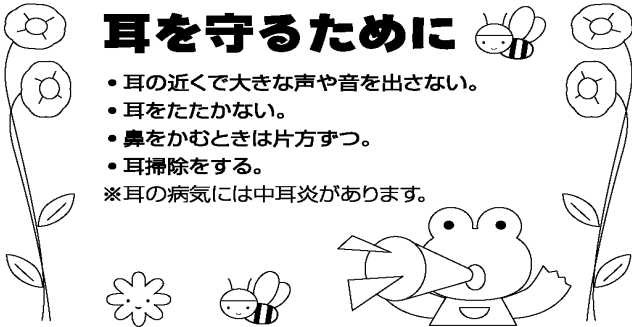 耳を守るために
・耳の近くで大きな声や音を出さない。
・耳をたたかない。
・鼻をかむときは片方ずつ。
・耳掃除をする。
※耳の病気には中耳炎があります。